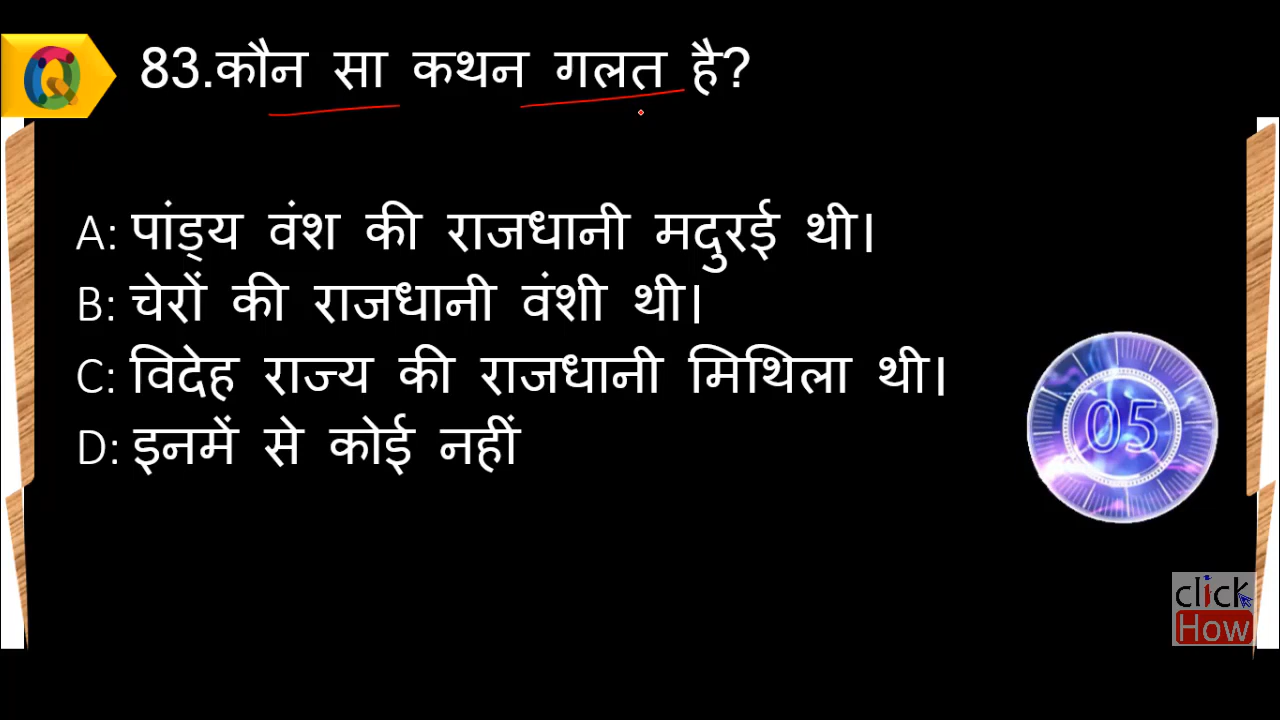 83.कौन सा कथन गलत है?
A: पांड्य वंश की राजधानी मदुरई थी।
B: चेरों की राजधानी वंशी थी।
C: विदेह राज्य की राजधानी मिथिला थी।
D: इनमें से कोई नहीं
05
click
How